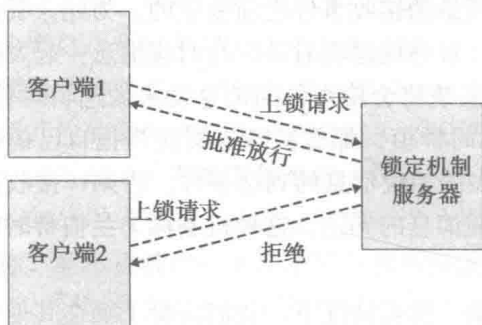 客户端1
上锁请求
批准放行
锁定机制
服务器
上锁请求
客户端2
拒绝